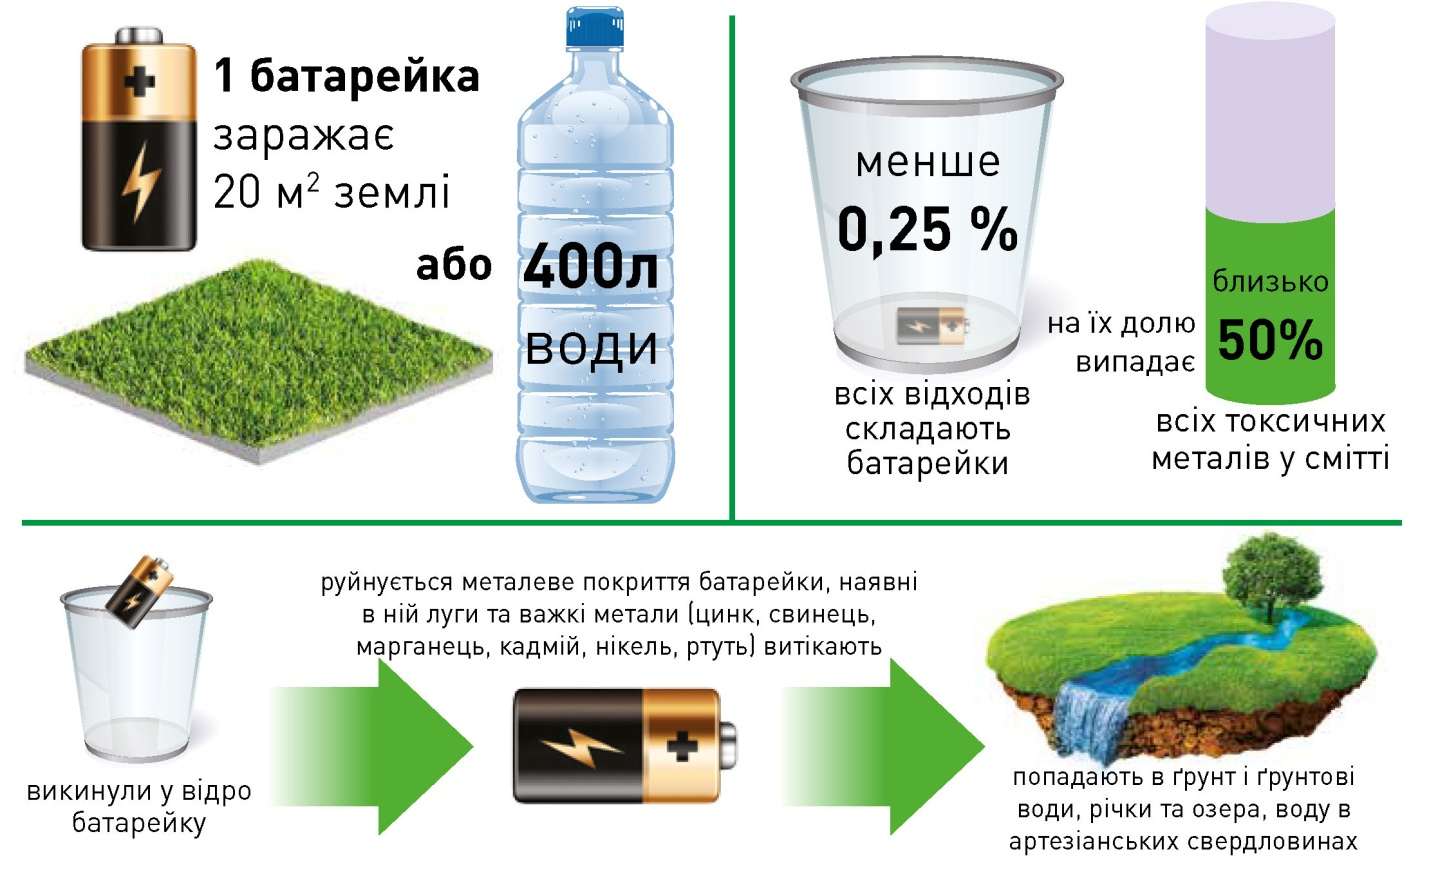 1 батарейка
заражає
20 м² землі
або
400л
води
менше
0,25 %
всіх відходів
складають
батарейки
на їх долю
випадає
близько
50%
всіх токсичних
металів у смітті
викинули у відро
батарейку
руйнується металеве покриття батарейки, наявні
в ній луги та важкі метали (цинк, свинець,
марганець, кадмій, нікель, ртуть) витікають
попадають в ґрунт і ґрунтові
води, річки та озера, воду в
артезіанських свердловинах